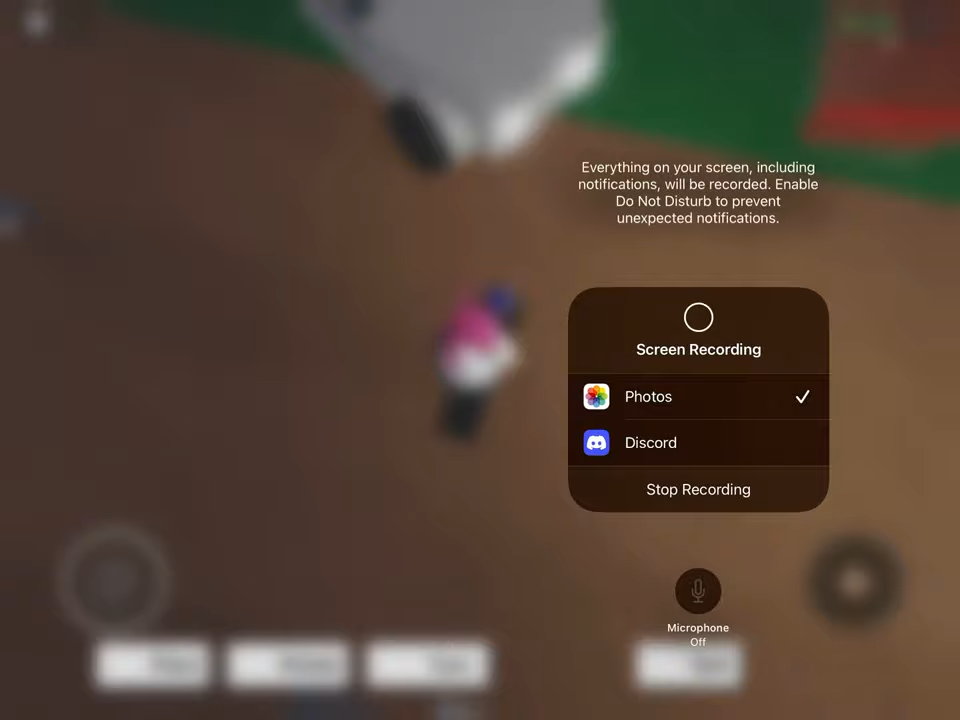 Everything on your screen, including
notifications, will be recorded. Enable
Do Not Disturb to prevent
unexpected notifications.
Screen Recording
Photos
Discord
Stop Recording
Microphone
Off